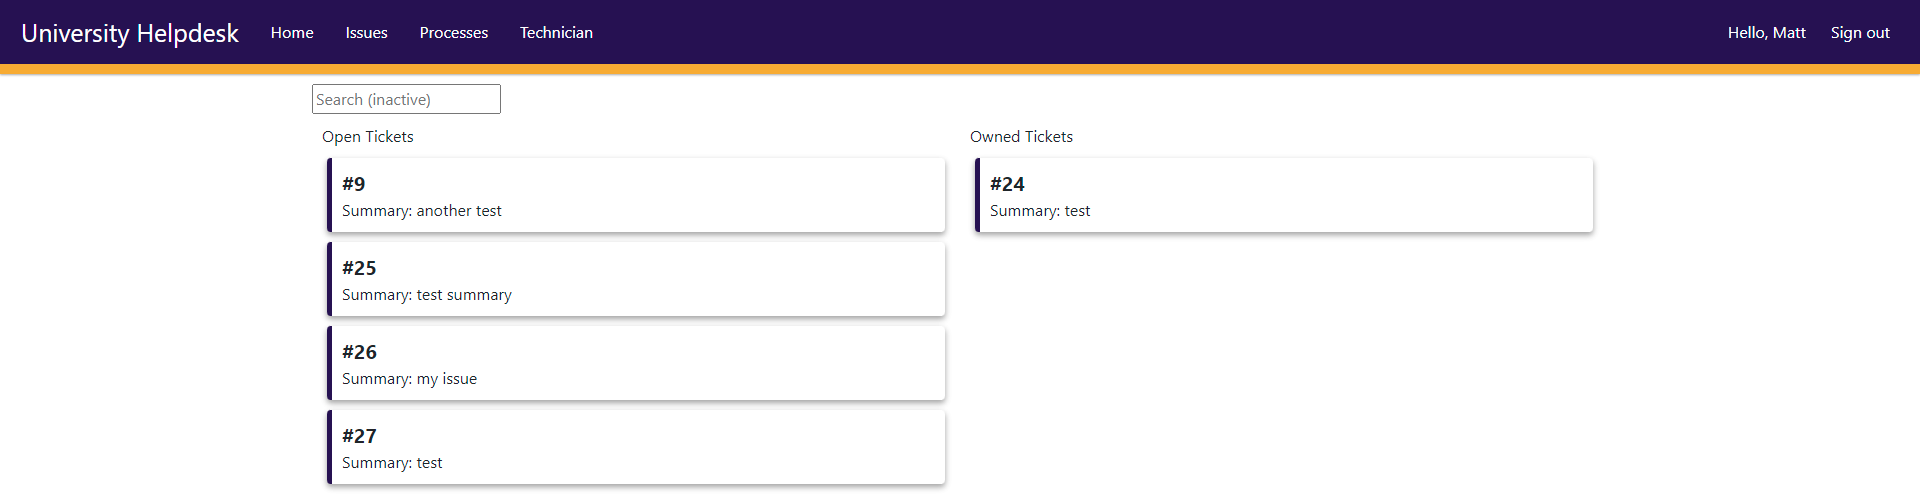 University Helpdesk Home Issues Processes Technician Hello, Matt Sign out
Search (inactive)
Open Tickets
#9
Summary: another test
#25
Summary: test summary
#26
Summary: my issue
#27
Summary: test
Owned Tickets
#24
Summary: test